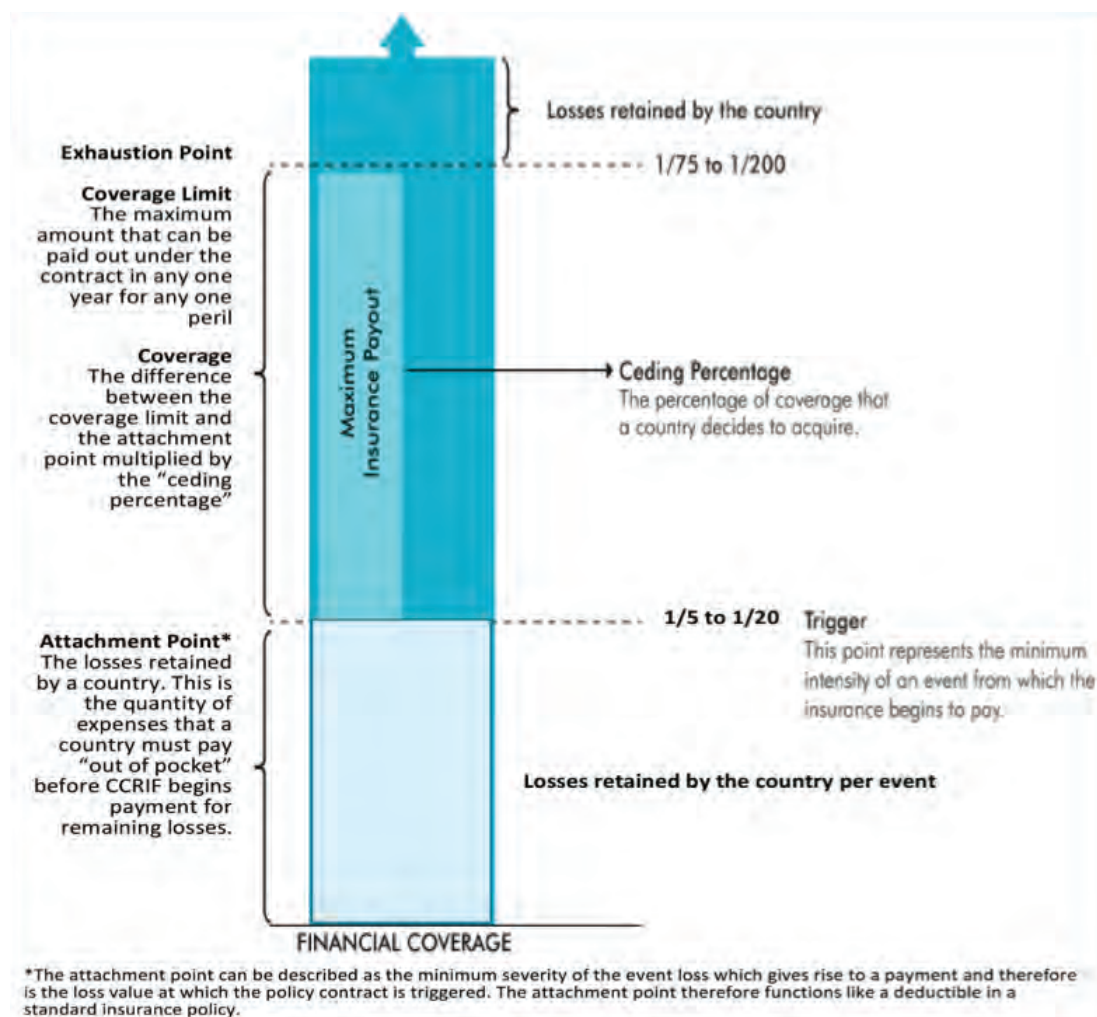 Losses retained by the country
Exhaustion Point
1/75 to 1/200
Coverage Limit
The maximum
amount that can be
paid out under the
contract in any one
year for any one
peril
Maximum
Insurance Payout
Coverage
The difference
between the
coverage limit and
the attachment
point multiplied by
the “ceding
percentage”
Ceding Percentage
The percentage of coverage that
a country decides to acquire.
1/5 to 1/20
Trigger
This point represents the minimum
intensity of an event from which the
insurance begins to pay.
Attachment Point*
The losses retained
by a country. This is
the quantity of
expenses that a
country must pay
“out of pocket”
before CCRIF begins
payment for
remaining losses.
Losses retained by the country per event
FINANCIAL COVERAGE
*The attachment point can be described as the minimum severity of the event loss which gives rise to a payment and therefore
is the loss value at which the policy contract is triggered. The attachment point therefore functions like a deductible in a
standard insurance policy.